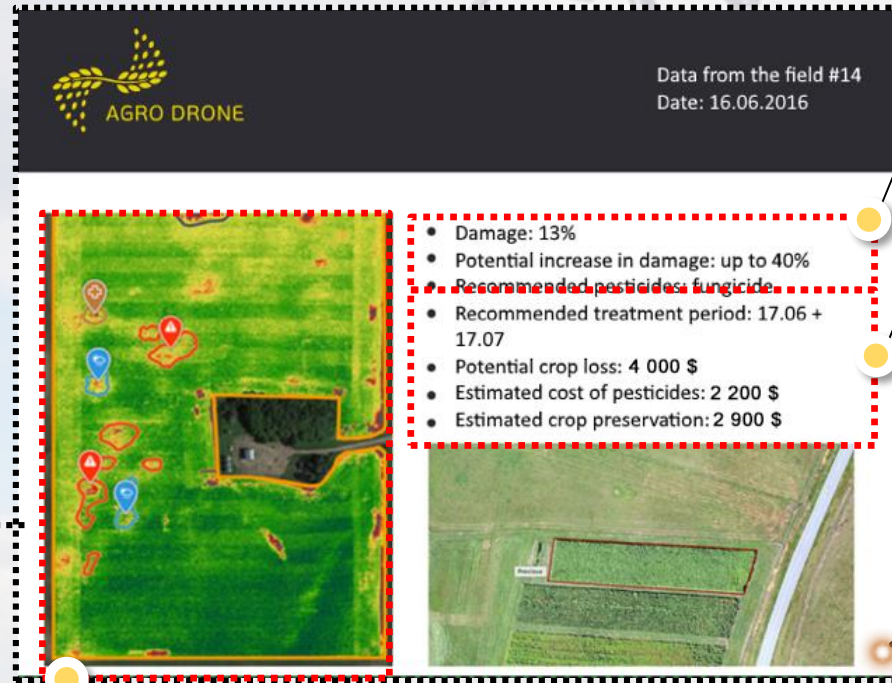 AGRO DRONE
Data from the field #14
Date: 16.06.2016
• Damage: 13%
• Potential increase in damage: up to 40%
• Recommended pesticides: fungicide
• Recommended treatment period: 17.06 +
17.07
• Potential crop loss: 4 000 $
• Estimated cost of pesticides: 2 200 $
• Estimated crop preservation: 2 900 $